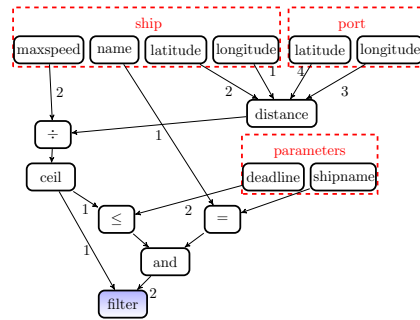 ship port
maxspeed name latitude longitude latitude longitude
1 4
2 2 3
distance
÷ 1
parameters
ceil deadline shipname
1 2
≤ =
1
and
filter 2